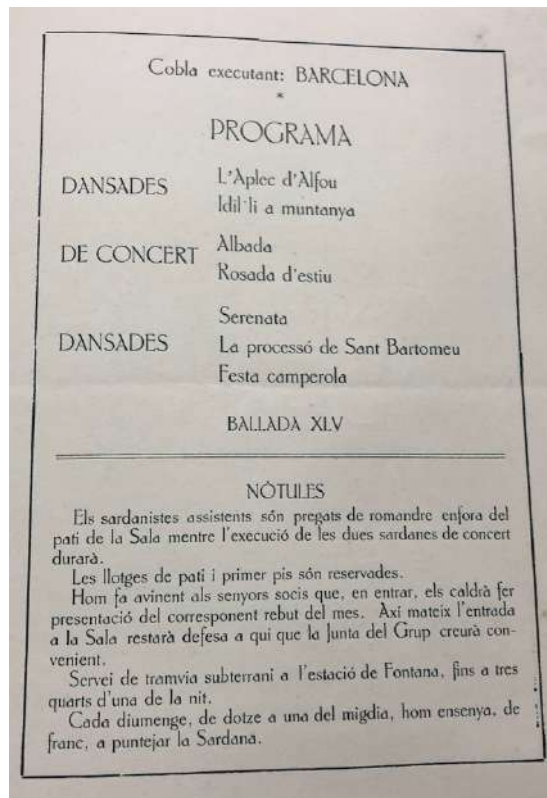 Cobla executant: BARCELONA
*
PROGRAMA
DANSADES
L'Aplec d'Alfou
Idil·li a muntanya
DE CONCERT
Albada
Rosada d'estiu
DANSADES
Serenata
La processó de Sant Bartomeu
Festa camperola
BALLADA XLV
NÒTULES
Els sardanistes assistents són pregats de romandre enfora del
pati de la Sala mentre l'execució de les dues sardanes de concert
durarà.
Les llotges de pati i primer pis són reservades.
Hom fa avinent als senyors socis que, en entrar, els caldrà fer
presentació del corresponent rebut del mes. Axí mateix l'entrada
a la Sala restarà defesa a qui que la Junta del Grup creurà con-
venient.
Servei de tramvia subterrani a l'estació de Fontana, fins a tres
quarts d'una de la nit.
Cada diumenge, de dotze a una del migdia, hom ensenya, de
franc, a puntejar la Sardana.